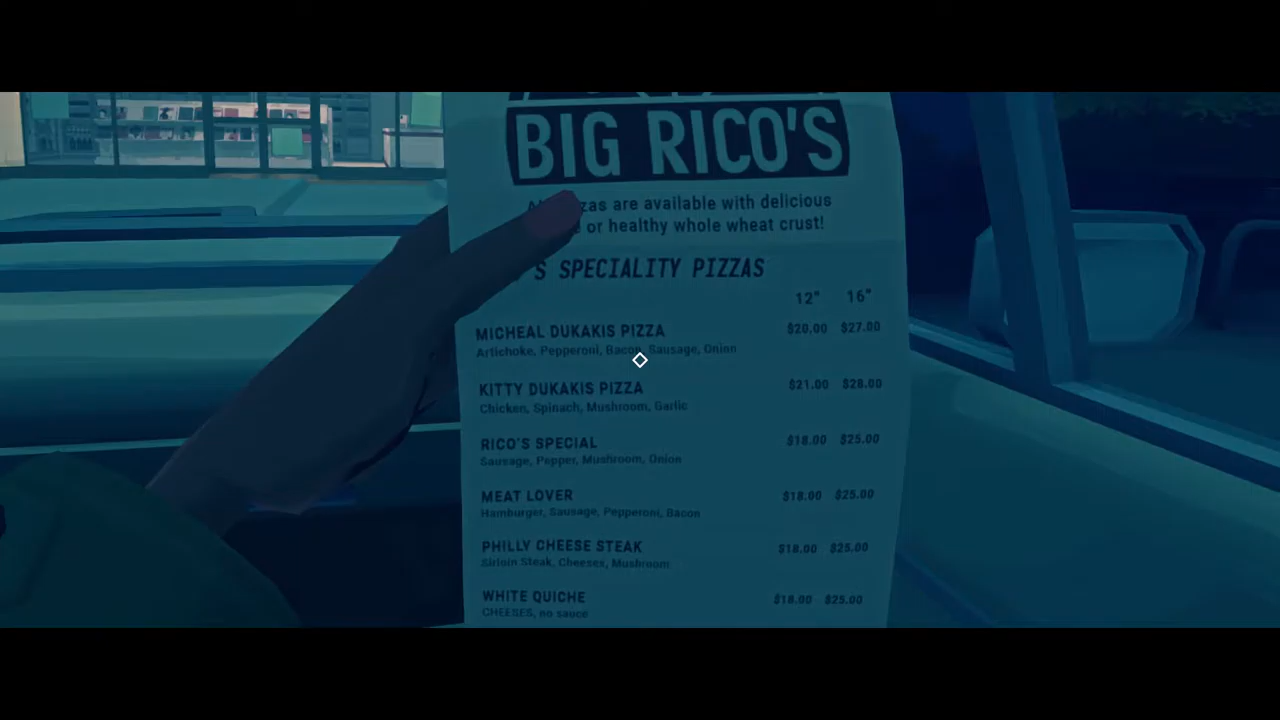 BIG RICO'S
zas are available with delicious
or healthy whole wheat crust!
'S SPECIALITY PIZZAS
12" 16"
MICHEAL DUKAKIS PIZZA $20.00 $27.00
Artichoke, Pepperoni, Bacon, Sausage, Onion
KITTY DUKAKIS PIZZA $21.00 $28.00
Chicken, Spinach, Mushroom, Garlic
RICO'S SPECIAL $18.00 $25.00
Sausage, Pepper, Mushroom, Onion
MEAT LOVER $18.00 $25.00
Hamburger, Sausage, Pepperoni, Bacon
PHILLY CHEESE STEAK $18.00 $25.00
Sirloin Steak, Cheeses, Mushroom
WHITE QUICHE $18.00 $25.00
CHEESES, no sauce